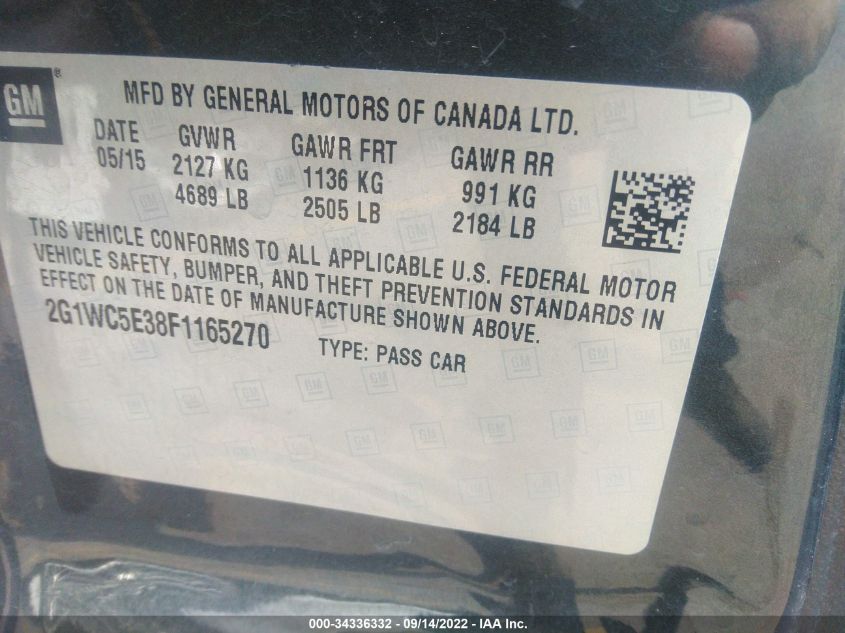 GM ®
MFD BY GENERAL MOTORS OF CANADA LTD.
DATE GVWR GAWR FRT GAWR RR
05/15 2127 KG 1136 KG 991 KG
4689 LB 2505 LB 2184 LB
THIS VEHICLE CONFORMS TO ALL APPLICABLE U.S. FEDERAL MOTOR
VEHICLE SAFETY, BUMPER, AND THEFT PREVENTION STANDARDS IN
EFFECT ON THE DATE OF MANUFACTURE SHOWN ABOVE.
2G1WC5E38F1165270 TYPE: PASS CAR
000-34336332 - 09/14/2022 - IAA Inc.